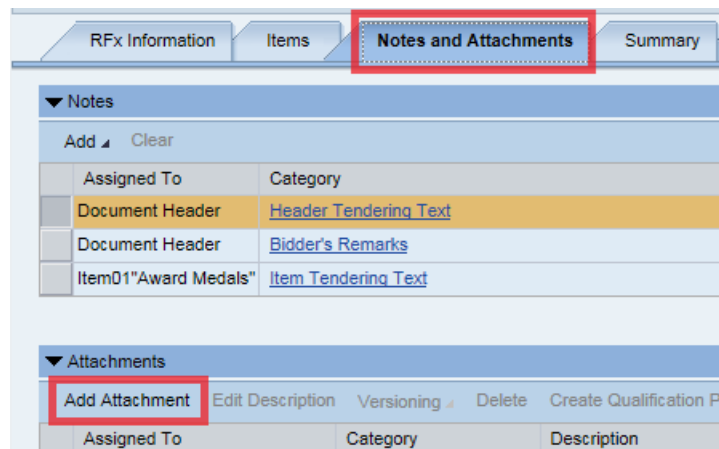 RFx Information Items Notes and Attachments Summary
Notes
Add Clear
Assigned To Category
Document Header Header Tendering Text
Document Header Bidder's Remarks
Item01"Award Medals" Item Tendering Text
Attachments
Add Attachment Edit Description Versioning Delete Create Qualification P
Assigned To Category Description